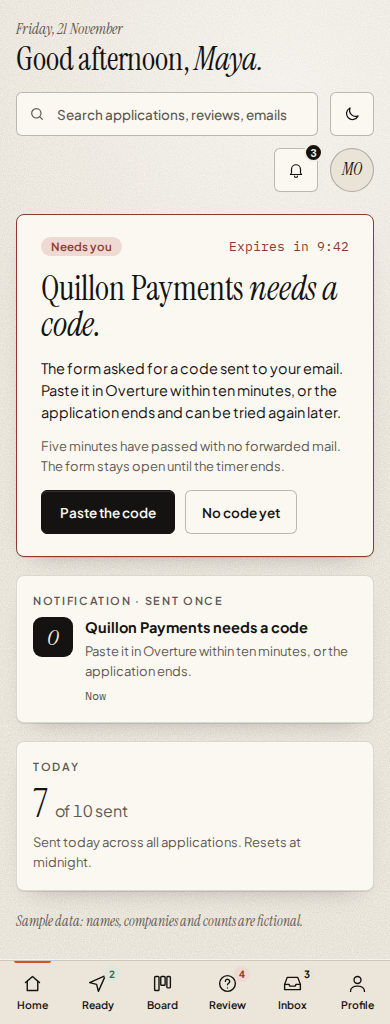 Friday, 21 November
Good afternoon, Maya.
Search applications, reviews, emails
3
MO
Needs you
Expires in 9:42
Quillon Payments needs a
code.
The form asked for a code sent to your email.
Paste it in Overture within ten minutes, or the
application ends and can be tried again later.
Five minutes have passed with no forwarded mail.
The form stays open until the timer ends.
Paste the code
No code yet
NOTIFICATION · SENT ONCE
O
Quillon Payments needs a code
Paste it in Overture within ten minutes, or the
application ends.
Now
TODAY
7 of 10 sent
Sent today across all applications. Resets at
midnight.
Sample data: names, companies and counts are fictional.
2
4
3
Home
Ready
Board
Review
Inbox
Profile